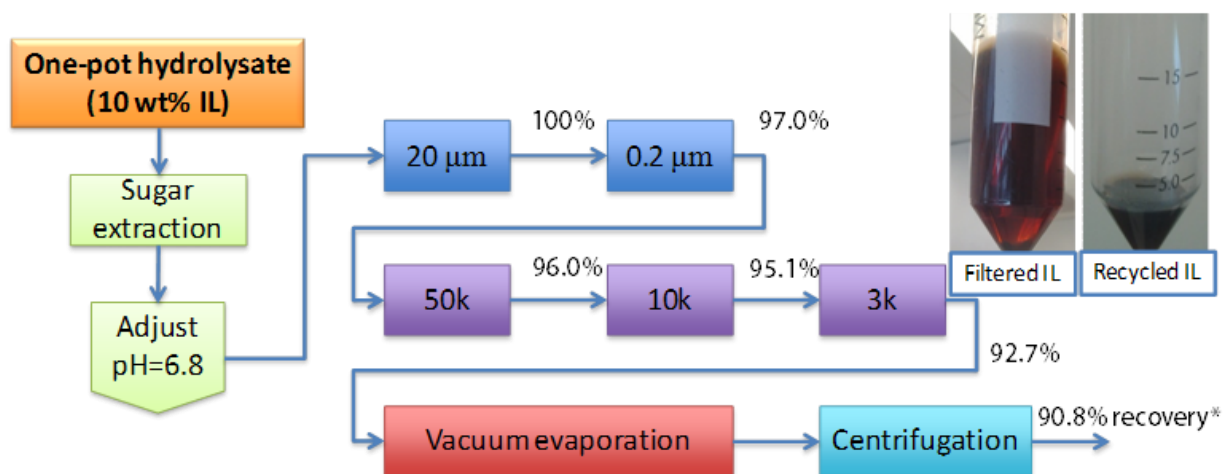 One-pot hydrolysate
(10 wt% IL)
Sugar
extraction
Adjust
pH=6.8
20 μm
100%
0.2 μm
97.0%
50k
96.0%
10k
95.1%
3k
92.7%
Vacuum evaporation
Centrifugation
90.8% recovery*
15
10
7.5
5.0
Filtered IL
Recycled IL